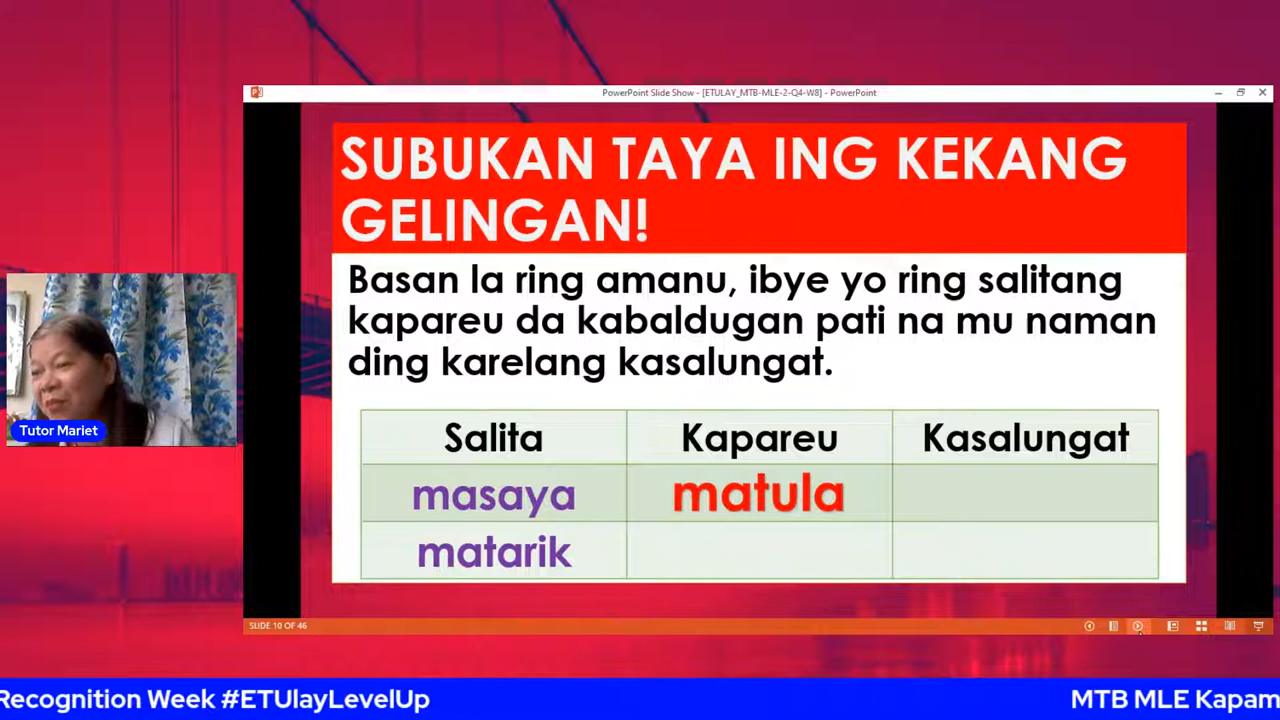 PowerPoint Slide Show - [ETULAY_MTB-MLE-2-Q4-W8] - PowerPoint
SUBUKAN TAYA ING KEKANG
GELINGAN!
Basan la ring amanu, ibye yo ring salitang
kapareu da kabaldugan pati na mu naman
ding karelang kasalungat.
Salita Kapareu Kasalungat
masaya matula
matarik
Tutor Mariet
SLIDE 10 OF 46
Recognition Week #ETUlayLevelUp
MTB MLE Kapam